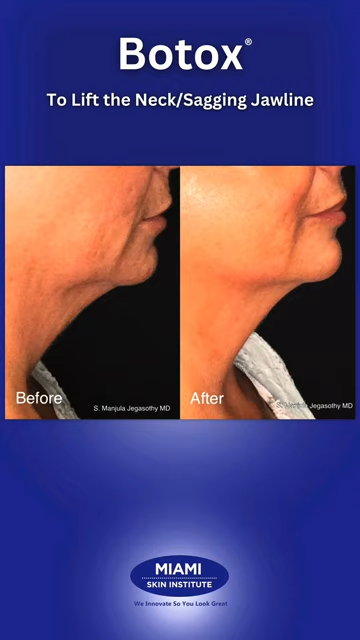 Botox®
To Lift the Neck/Sagging Jawline
Before
S. Manjula Jegasothy MD
After
S. Manjula Jegasothy MD
MIAMI
SKIN INSTITUTE
We Innovate So You Look Great